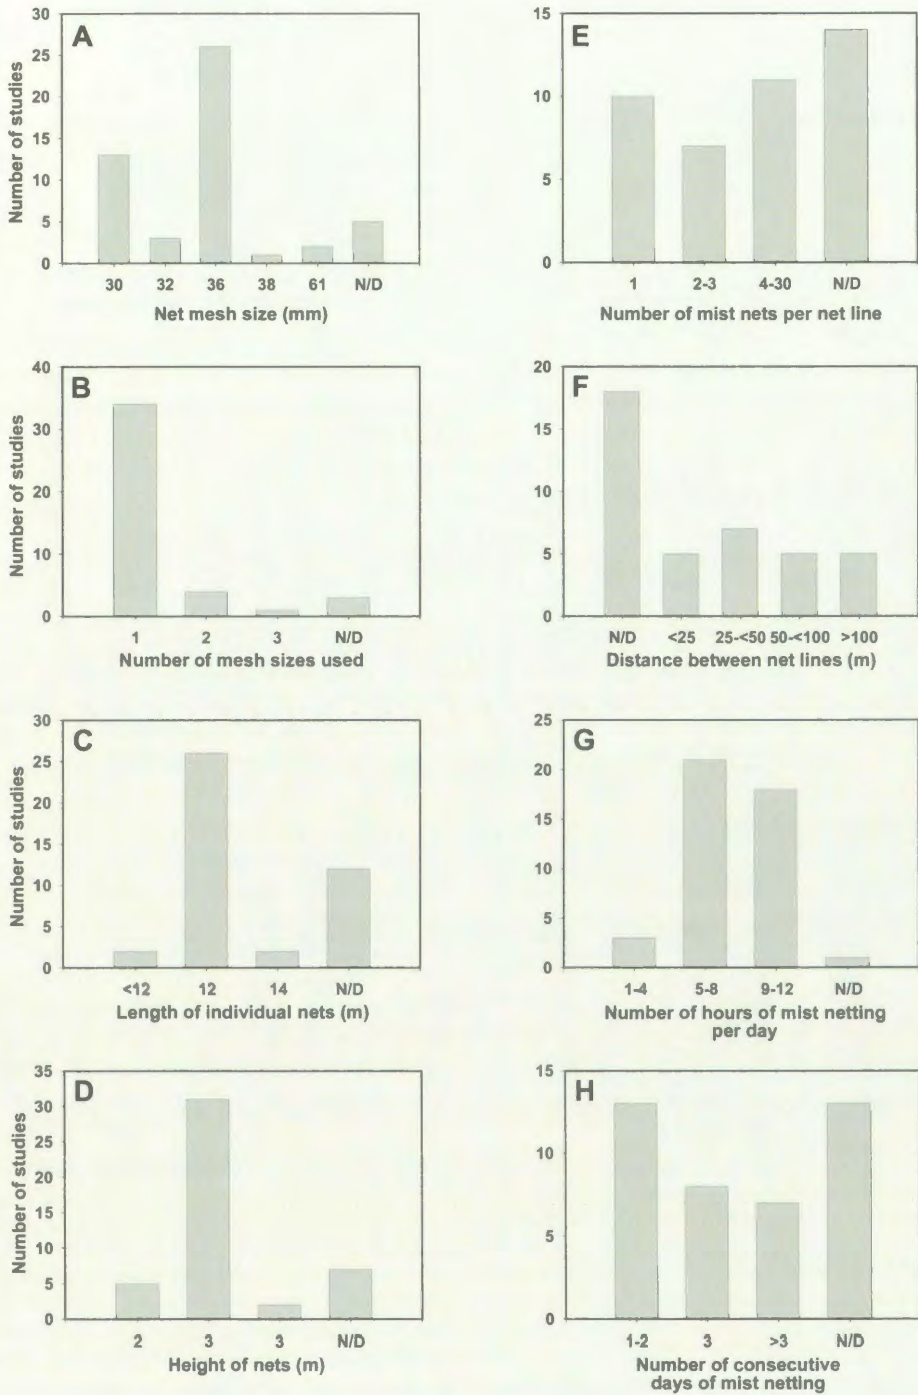 A
30
25
20
15
10
5
0
Number of studies
30 32 36 38 61 N/D
Net mesh size (mm)
B
40
30
20
10
0
Number of studies
1 2 3 N/D
Number of mesh sizes used
C
30
25
20
15
10
5
0
Number of studies
<12 12 14 N/D
Length of individual nets (m)
D
35
30
25
20
15
10
5
0
Number of studies
2 3 3 N/D
Height of nets (m)
E
15
10
5
0
1 2-3 4-30 N/D
Number of mist nets per net line
F
20
15
10
5
0
N/D <25 25-<50 50-<100 >100
Distance between net lines (m)
G
25
20
15
10
5
0
1-4 5-8 9-12 N/D
Number of hours of mist netting
per day
H
15
10
5
0
1-2 3 >3 N/D
Number of consecutive
days of mist netting